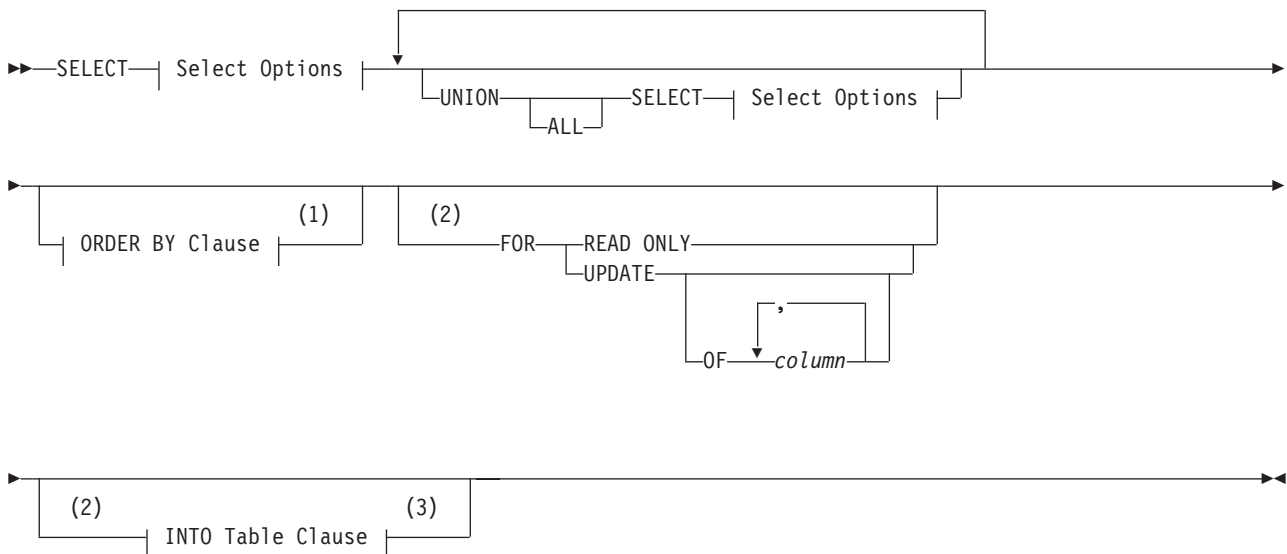 SELECT Select Options
UNION SELECT Select Options
ALL
(1) (2)
ORDER BY Clause FOR READ ONLY
UPDATE
,
OF column
(2) (3)
INTO Table Clause